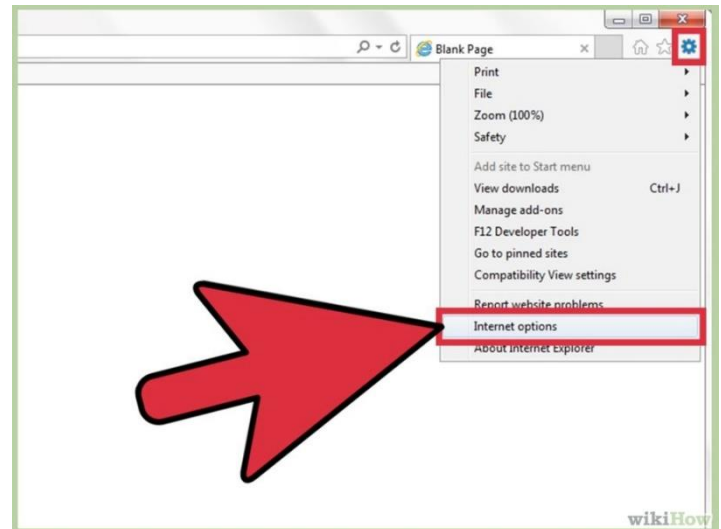 Blank Page
Print
File
Zoom (100%)
Safety
Add site to Start menu
View downloads Ctrl+J
Manage add-ons
F12 Developer Tools
Go to pinned sites
Compatibility View settings
Report website problems
Internet options
About Internet Explorer
wikiHow